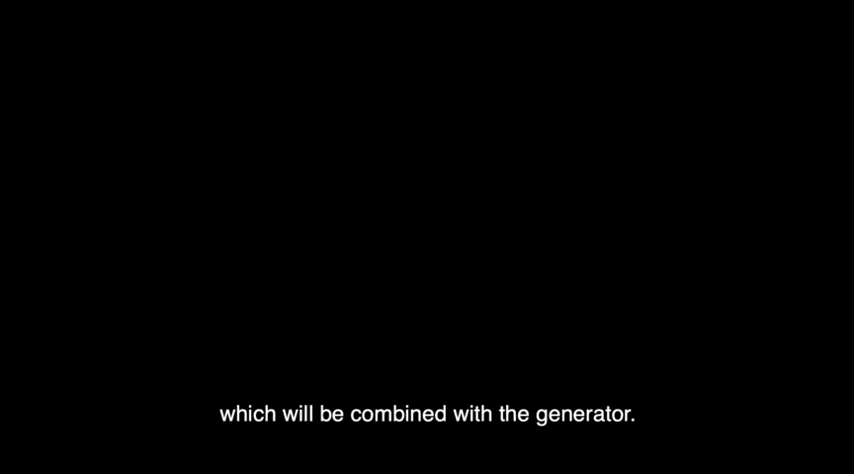 which will be combined with the generator.